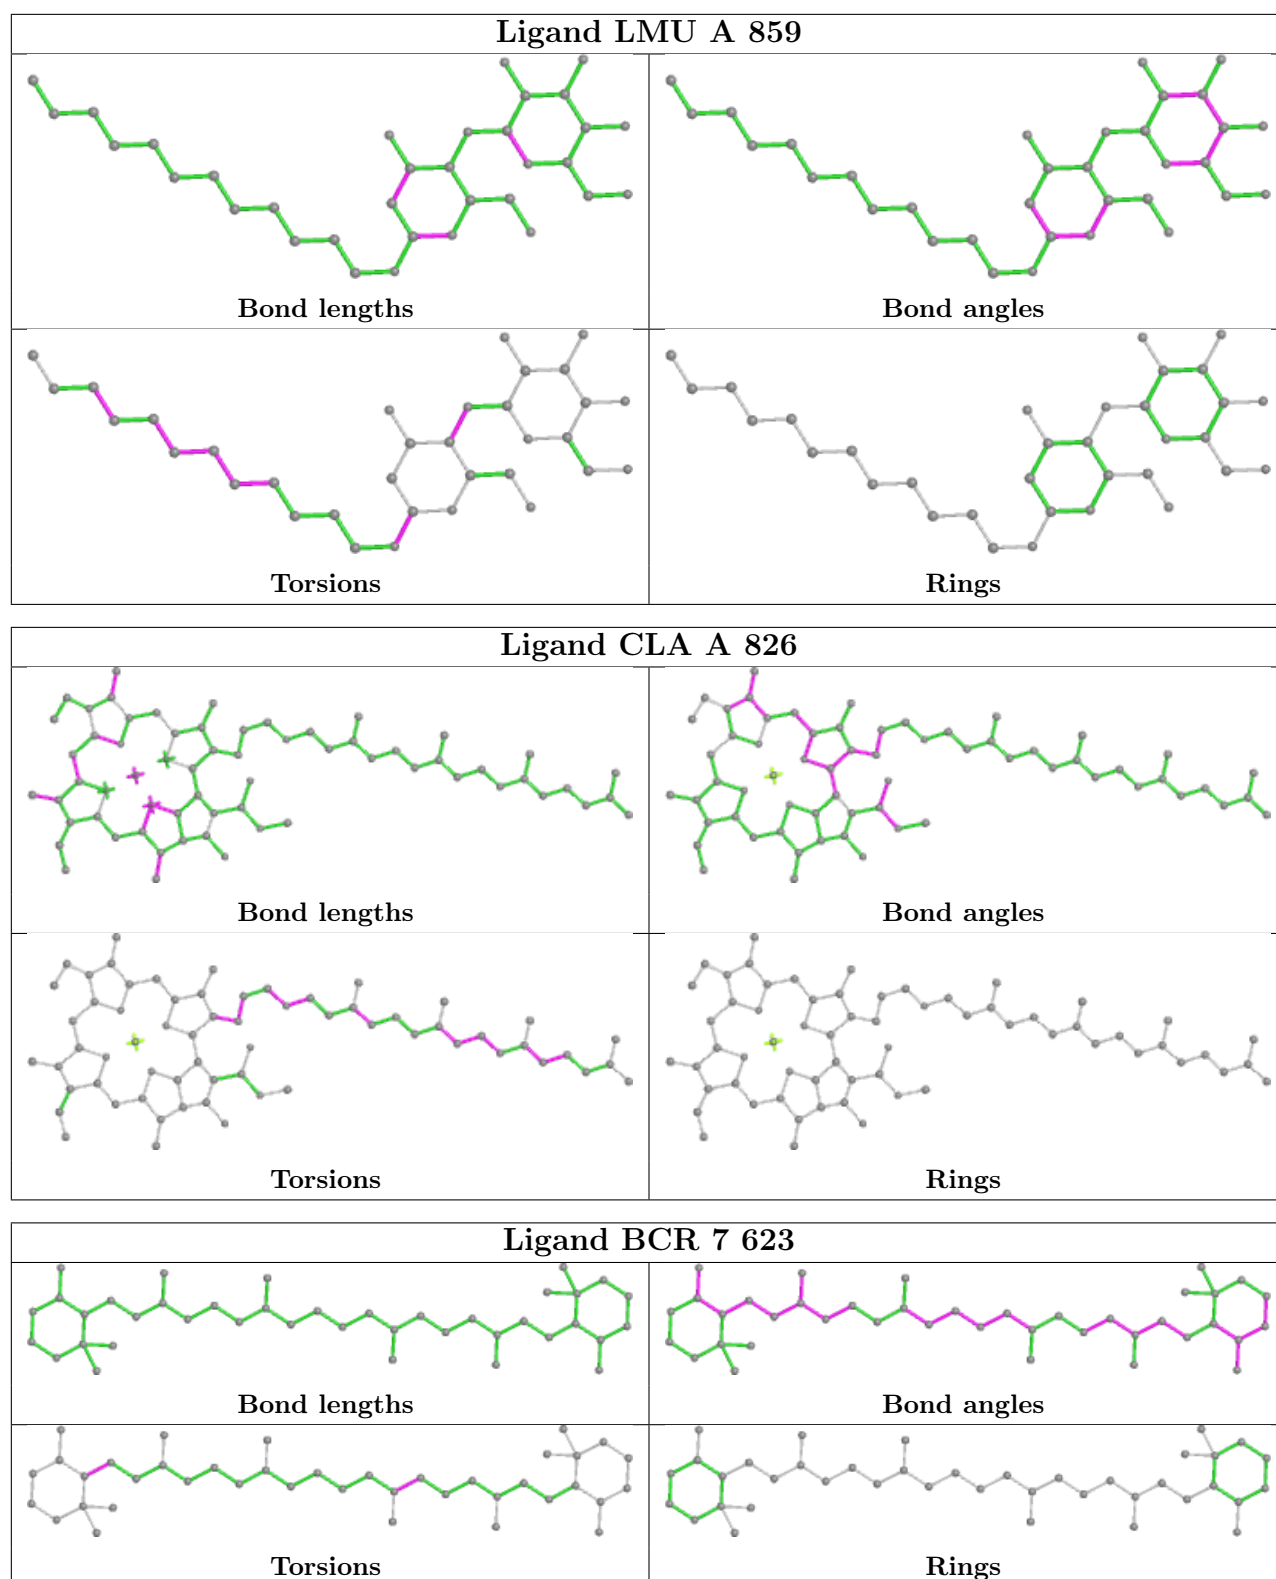 Ligand LMU A 859
Bond lengths
Bond angles
Torsions
Rings
Ligand CLA A 826
Bond lengths
Bond angles
Torsions
Rings
Ligand BCR 7 623
Bond lengths
Bond angles
Torsions
Rings